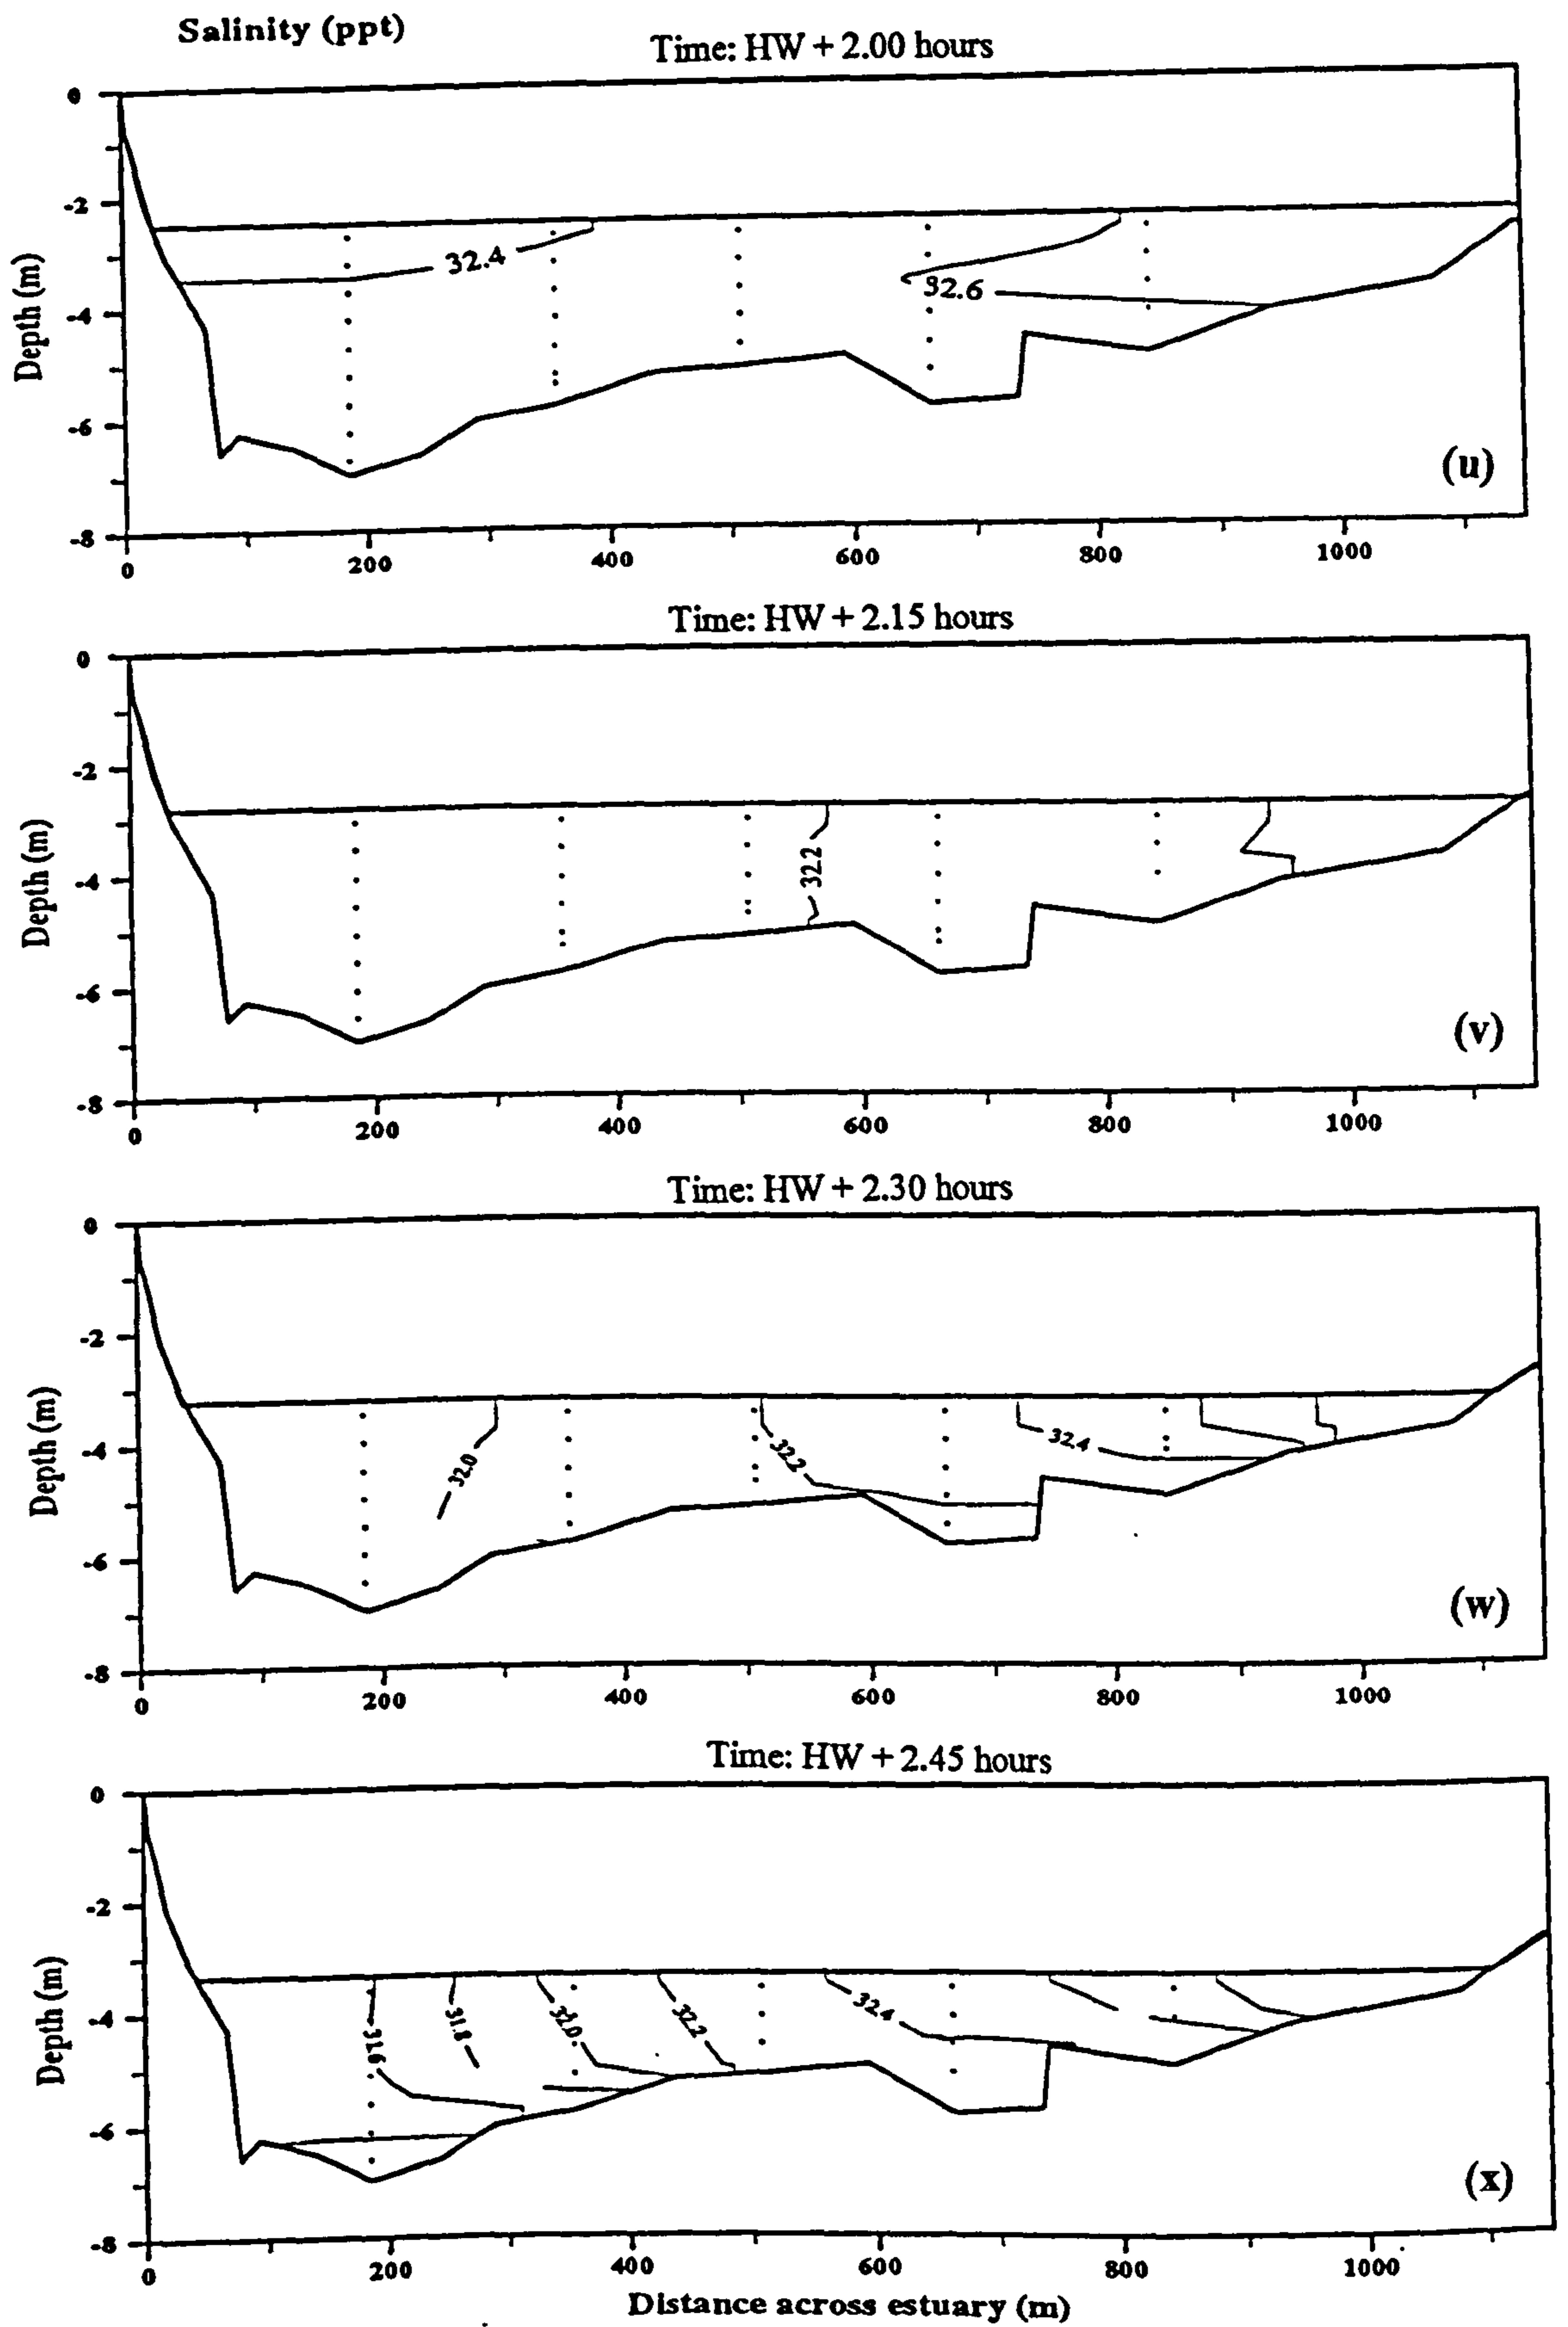 Salinity (ppt)
Time: HW + 2.00 hours
0
-2
-4
-6
-8
Depth (m)
32.4
32.6
(u)
0 200 400 600 800 1000
Time: HW + 2.15 hours
0
-2
-4
-6
-8
Depth (m)
32.2
(v)
0 200 400 600 800 1000
Time: HW + 2.30 hours
0
-2
-4
-6
-8
Depth (m)
32.0
32.2
32.4
(w)
0 200 400 600 800 1000
Time: HW + 2.45 hours
0
-2
-4
-6
-8
Depth (m)
31.6
31.8
32.0
32.2
32.4
(x)
0 200 400 600 800 1000
Distance across estuary (m)